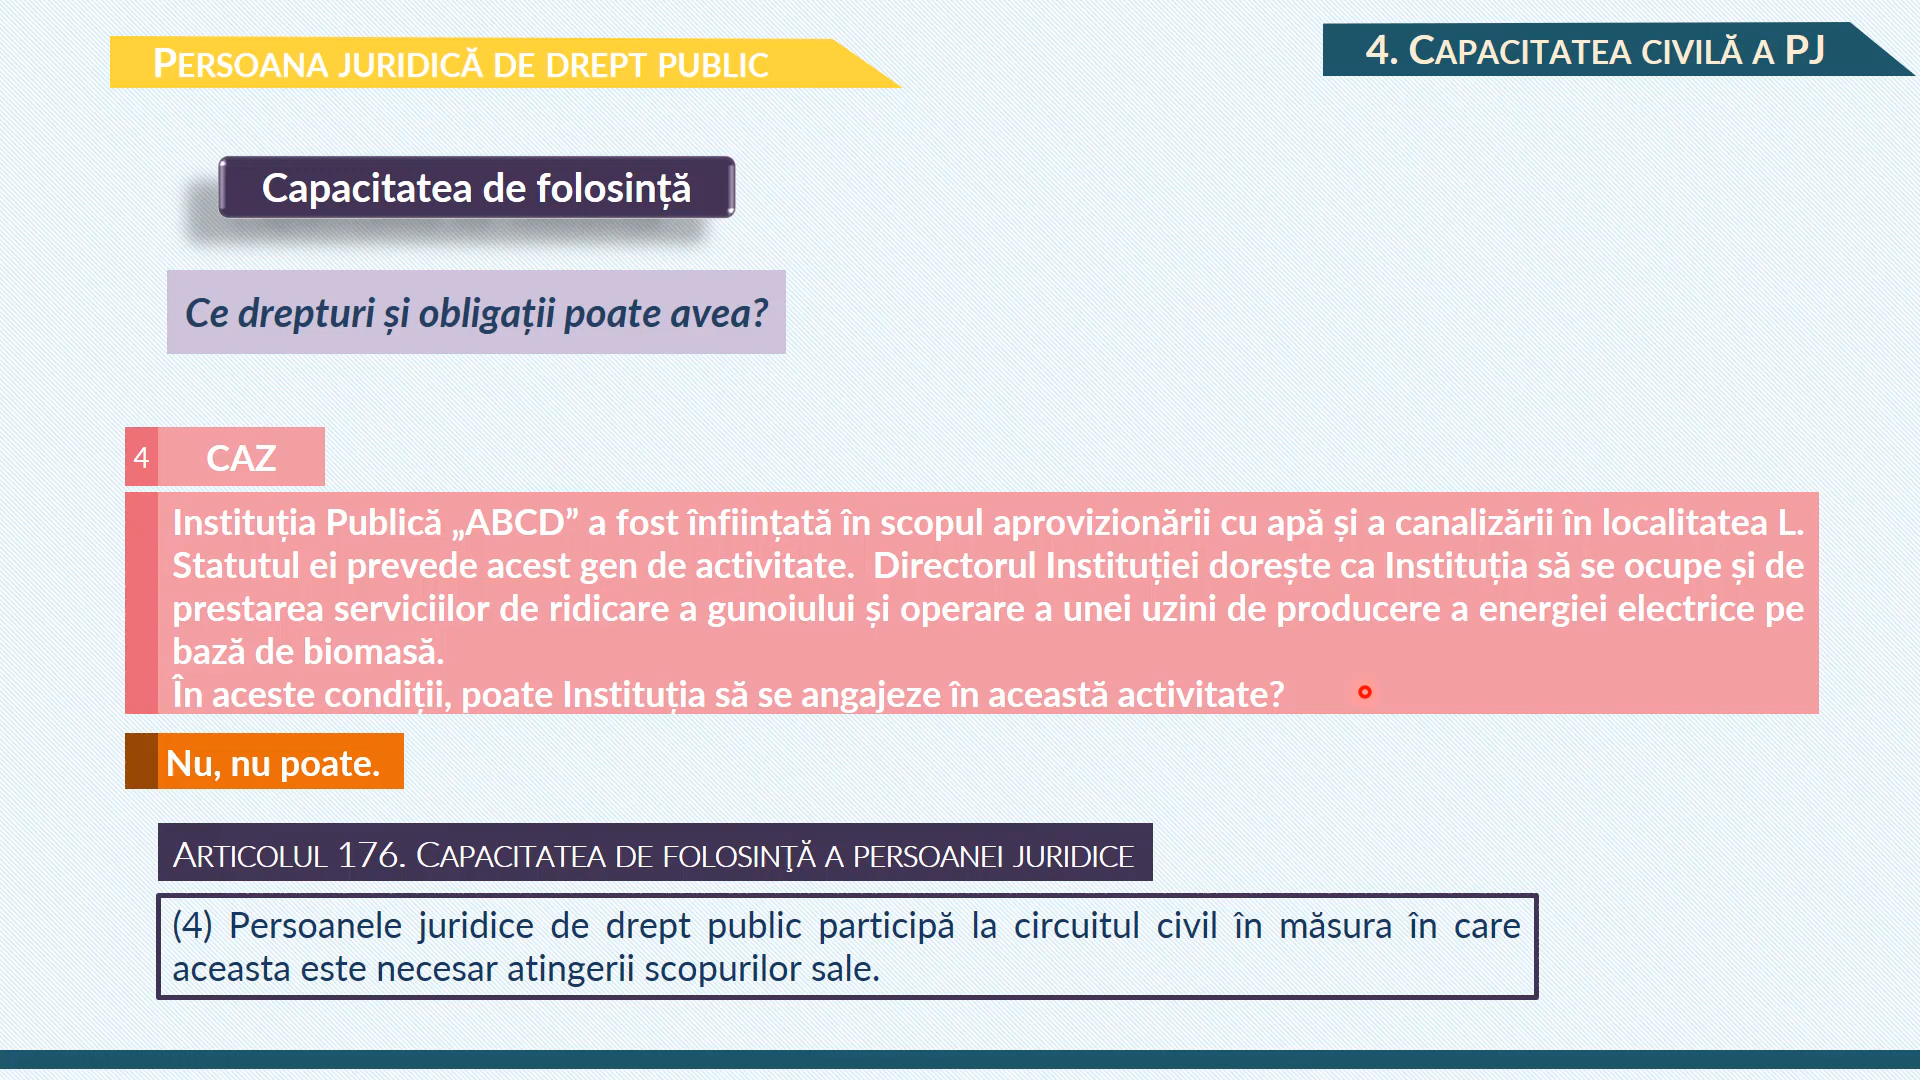 PERSOANA JURIDICĂ DE DREPT PUBLIC
4. CAPACITATEA CIVILĂ A PJ
Capacitatea de folosință
Ce drepturi și obligații poate avea?
4 CAZ
Instituția Publică „ABCD” a fost înființată în scopul aprovizionării cu apă și a canalizării în localitatea L.
Statutul ei prevede acest gen de activitate. Directorul Instituției dorește ca Instituția să se ocupe și de
prestarea serviciilor de ridicare a gunoiului și operare a unei uzini de producere a energiei electrice pe
bază de biomasă.
În aceste condiții, poate Instituția să se angajeze în această activitate?
Nu, nu poate.
ARTICOLUL 176. CAPACITATEA DE FOLOSINŢĂ A PERSOANEI JURIDICE
(4) Persoanele juridice de drept public participă la circuitul civil în măsura în care
aceasta este necesar atingerii scopurilor sale.